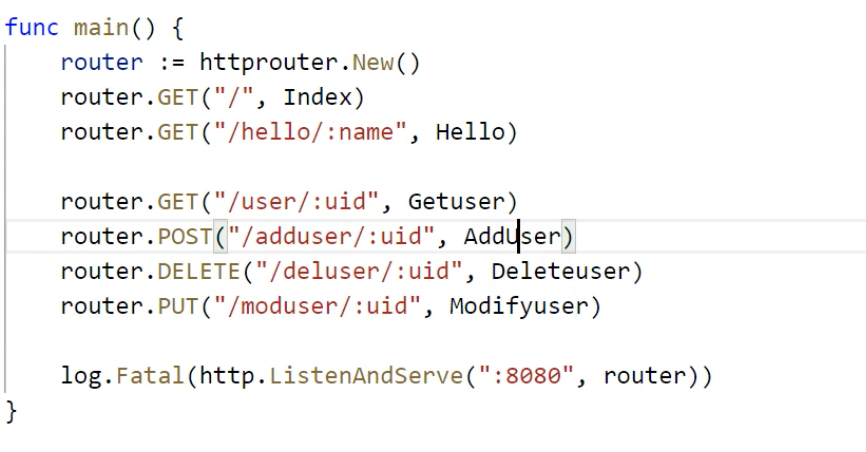 func main() {
router := httprouter.New()
router.GET("/", Index)
router.GET("/hello/:name", Hello)
router.GET("/user/:uid", Getuser)
router.POST("/adduser/:uid", AddUser)
router.DELETE("/deluser/:uid", Deleteuser)
router.PUT("/moduser/:uid", Modifyuser)
log.Fatal(http.ListenAndServe(":8080", router))
}